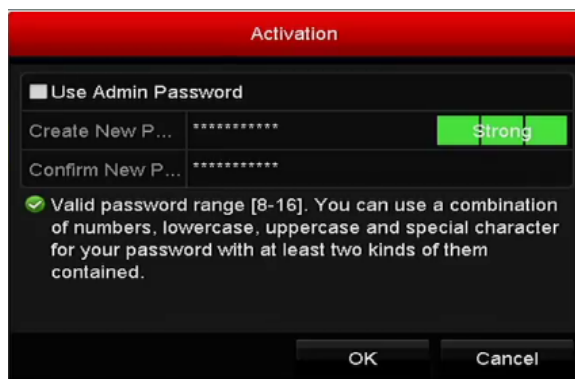 Activation
Use Admin Password
Create New P... *********** Strong
Confirm New P... ***********
Valid password range [8-16]. You can use a combination
of numbers, lowercase, uppercase and special character
for your password with at least two kinds of them
contained.
OK Cancel